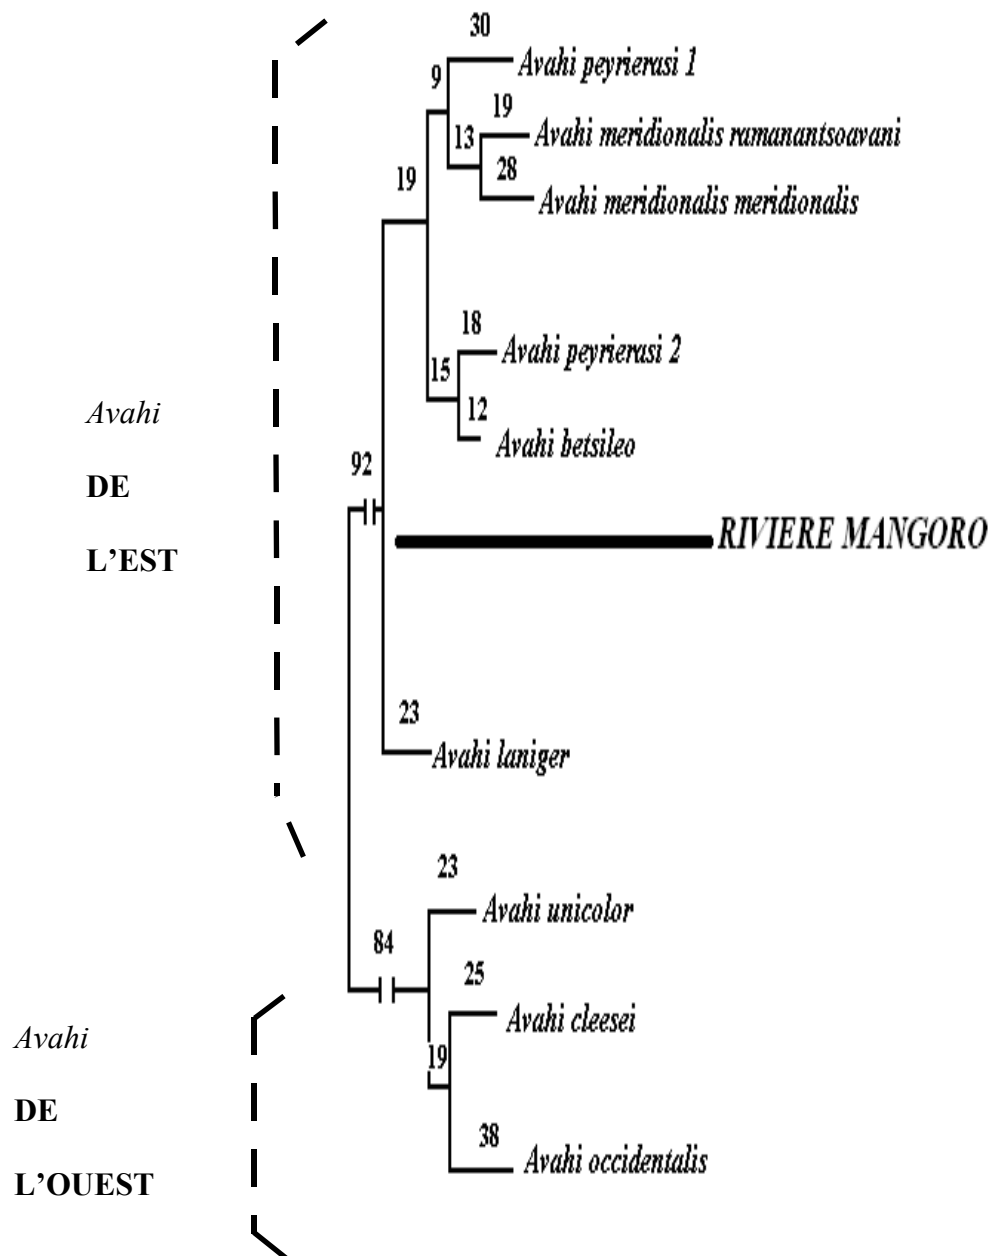 30
Avahi peyrierasi 1
9
19
Avahi meridionalis ramanantsoavani
13
28
19
Avahi meridionalis meridionalis
18
Avahi peyrierasi 2
15
12
Avahi betsileo
Avahi
DE
L'EST
92
RIVIERE MANGORO
23
Avahi laniger
23
Avahi unicolor
84
25
Avahi cleesei
19
38
Avahi occidentalis
Avahi
DE
L'OUEST